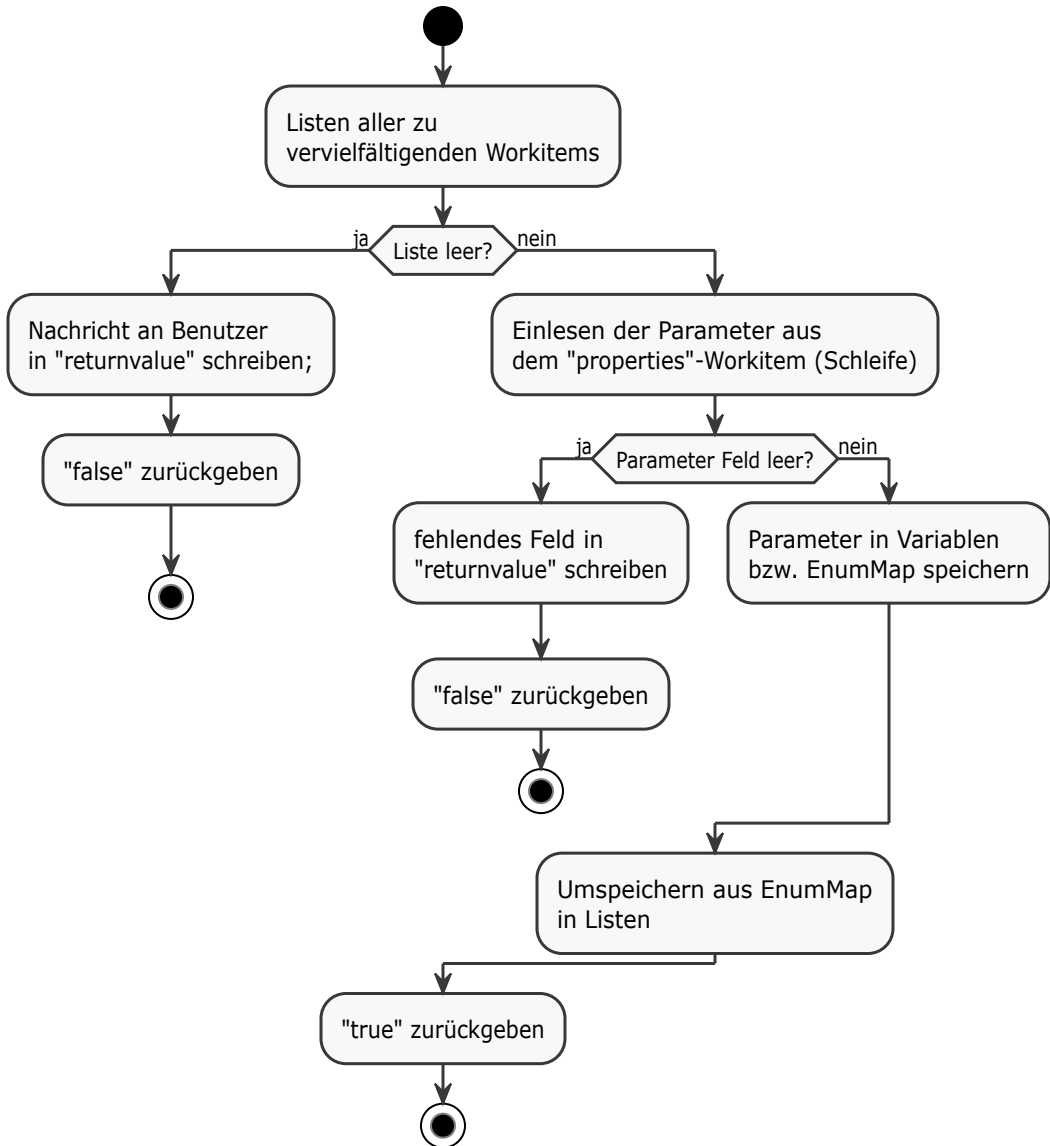 Listen aller zu
vervielfältigenden Workitems
ja
Liste leer?
nein
Nachricht an Benutzer
in "returnvalue" schreiben;
"false" zurückgeben
Einlesen der Parameter aus
dem "properties"-Workitem (Schleife)
ja
Parameter Feld leer?
nein
fehlendes Feld in
"returnvalue" schreiben
"false" zurückgeben
Parameter in Variablen
bzw. EnumMap speichern
Umspeichern aus EnumMap
in Listen
"true" zurückgeben